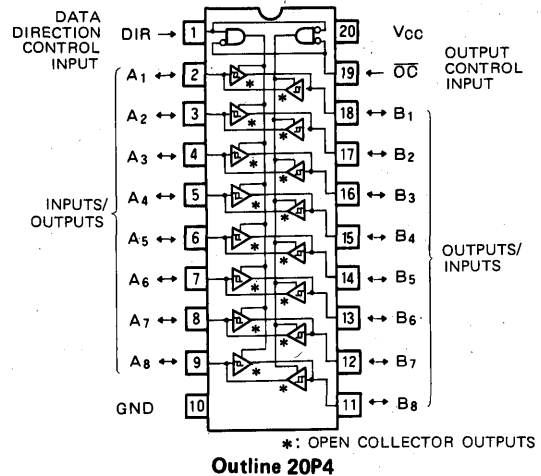 DATA
DIRECTION
CONTROL
INPUT
DIR → 1
20 VCC
A1 ↔ 2
19 ← OC
OUTPUT
CONTROL
INPUT
A2 ↔ 3
18 ↔ B1
A3 ↔ 4
17 ↔ B2
A4 ↔ 5
16 ↔ B3
INPUTS/
OUTPUTS
A5 ↔ 6
15 ↔ B4
OUTPUTS/
INPUTS
A6 ↔ 7
14 ↔ B5
A7 ↔ 8
13 ↔ B6
A8 ↔ 9
12 ↔ B7
GND 10
11 ↔ B8
*: OPEN COLLECTOR OUTPUTS
Outline 20P4